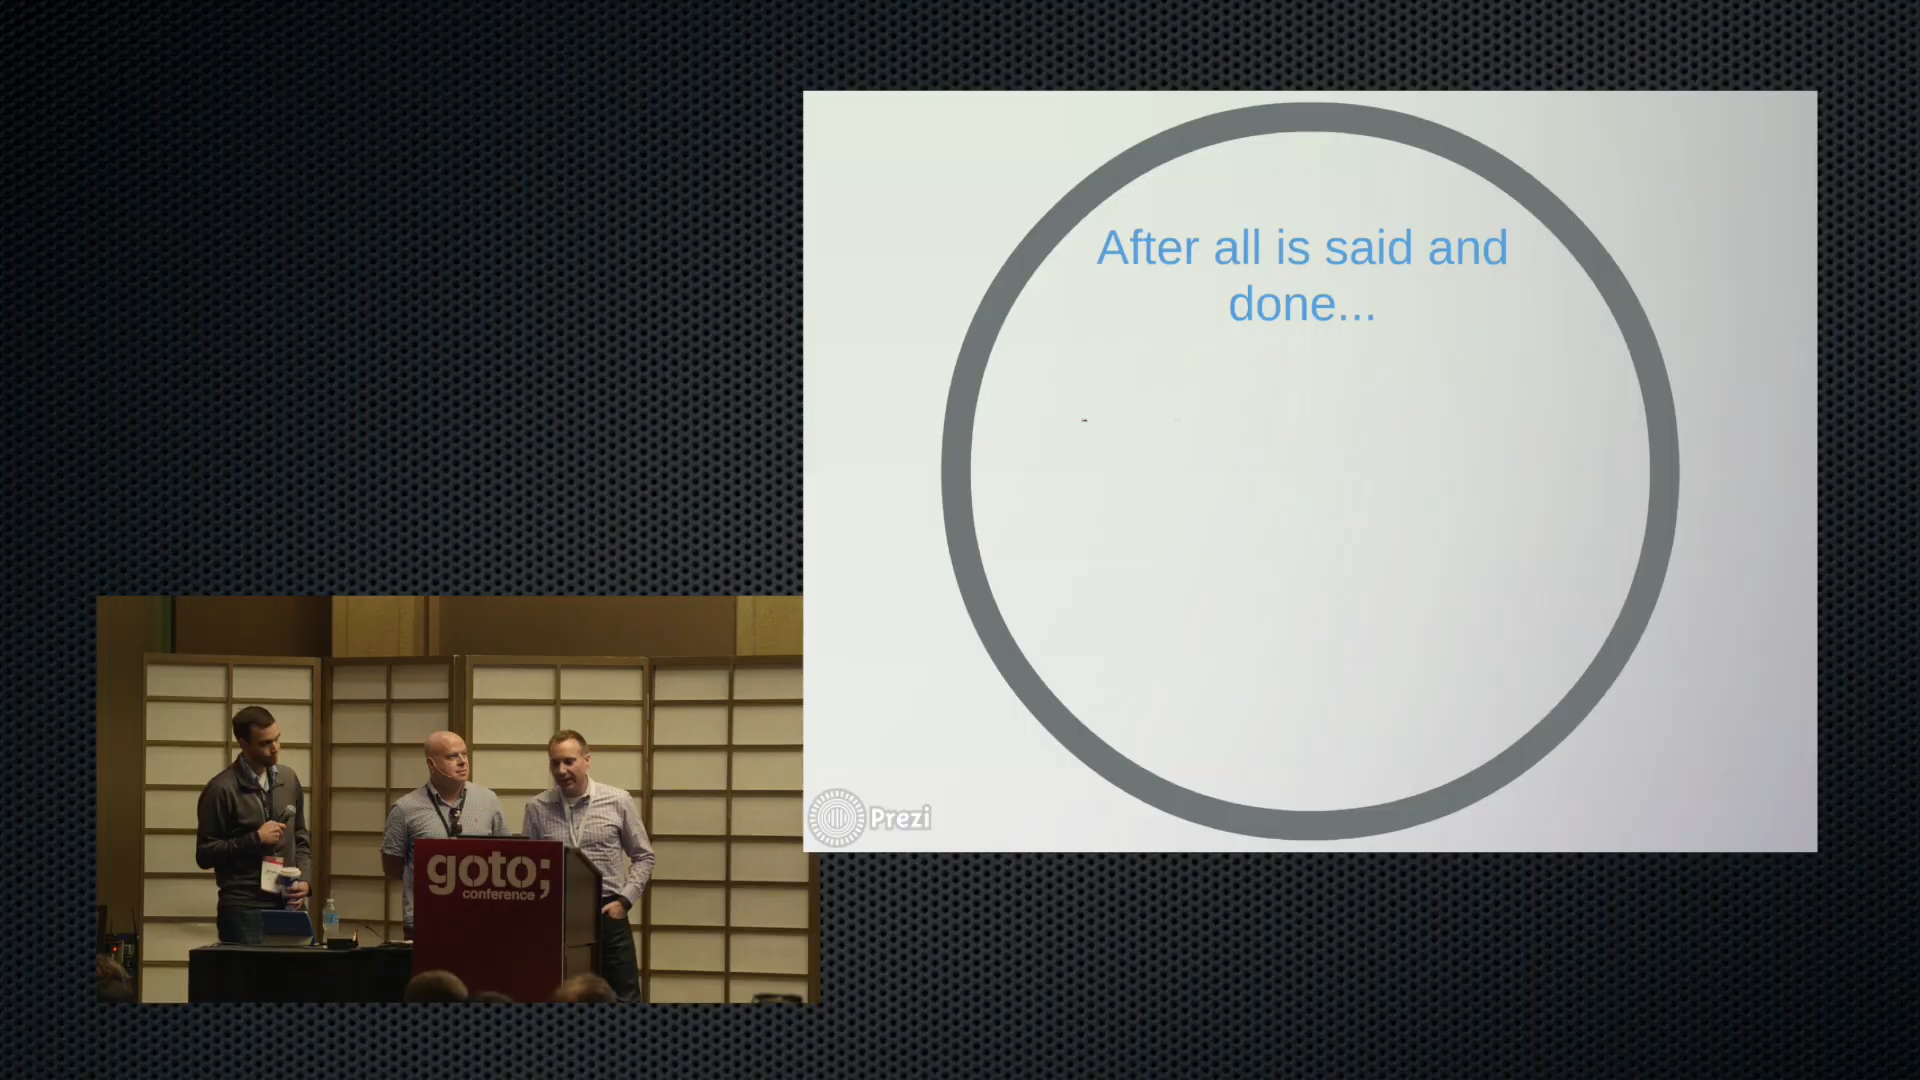 After all is said and
done...
Prezi
goto;
conference